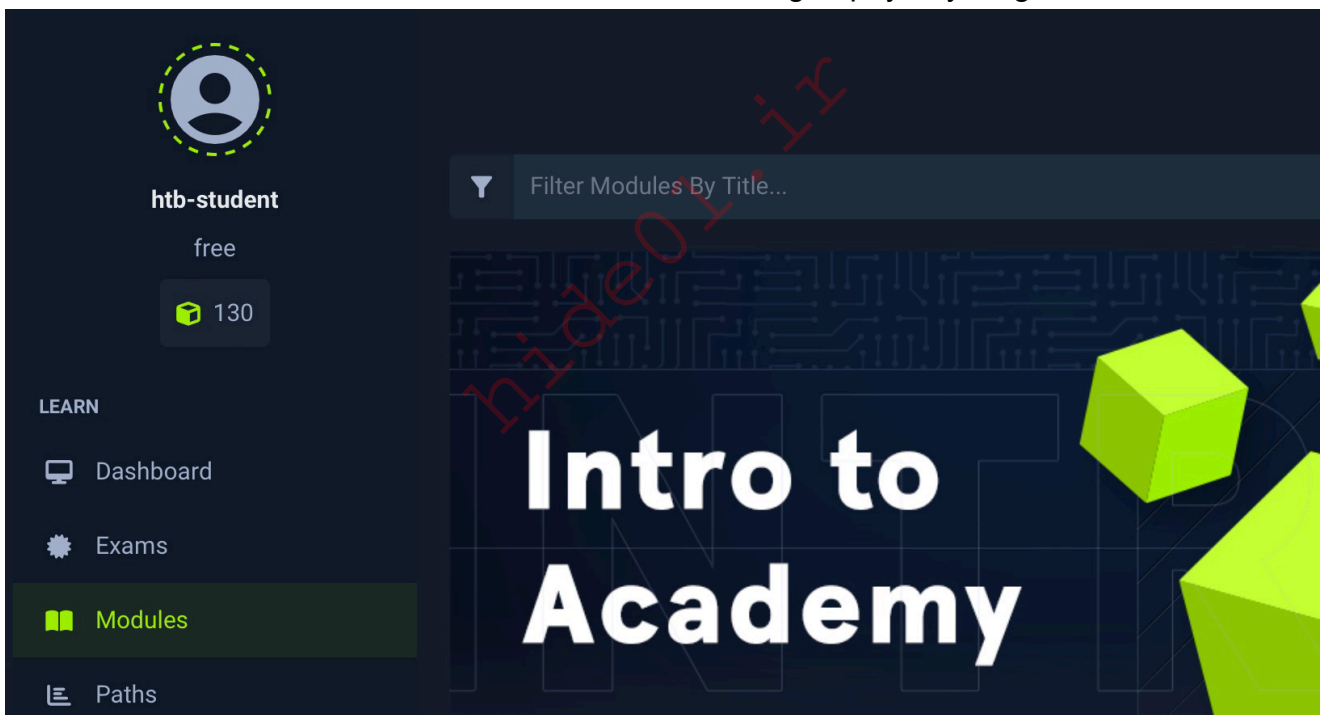 htb-student
free
130
LEARN
Dashboard
Exams
Modules
Paths
Filter Modules By Title...
Intro to
Academy
hide01.ir